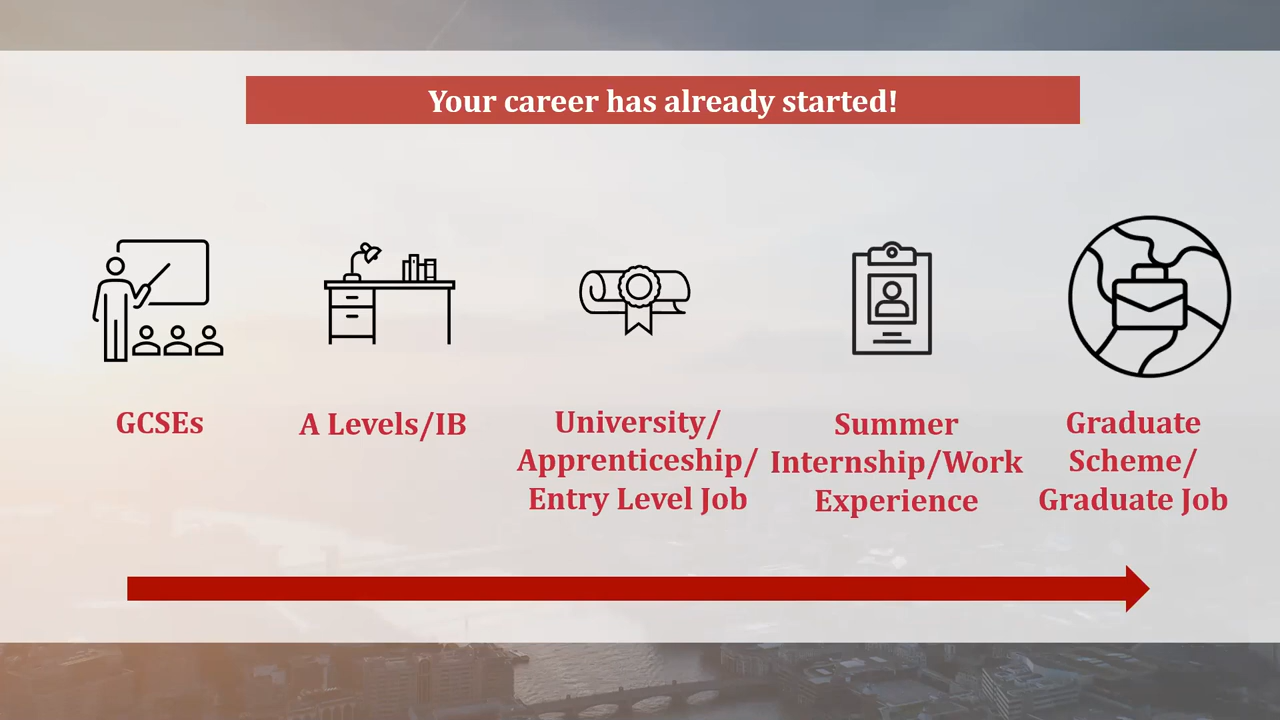 Your career has already started!
GCSEs
A Levels/IB
University/
Apprenticeship/
Entry Level Job
Summer
Internship/Work
Experience
Graduate
Scheme/
Graduate Job